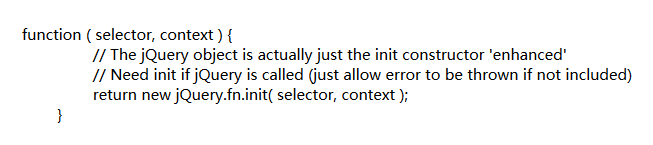 function ( selector, context ) {
// The jQuery object is actually just the init constructor 'enhanced'
// Need init if jQuery is called (just allow error to be thrown if not included)
return new jQuery.fn.init( selector, context );
}